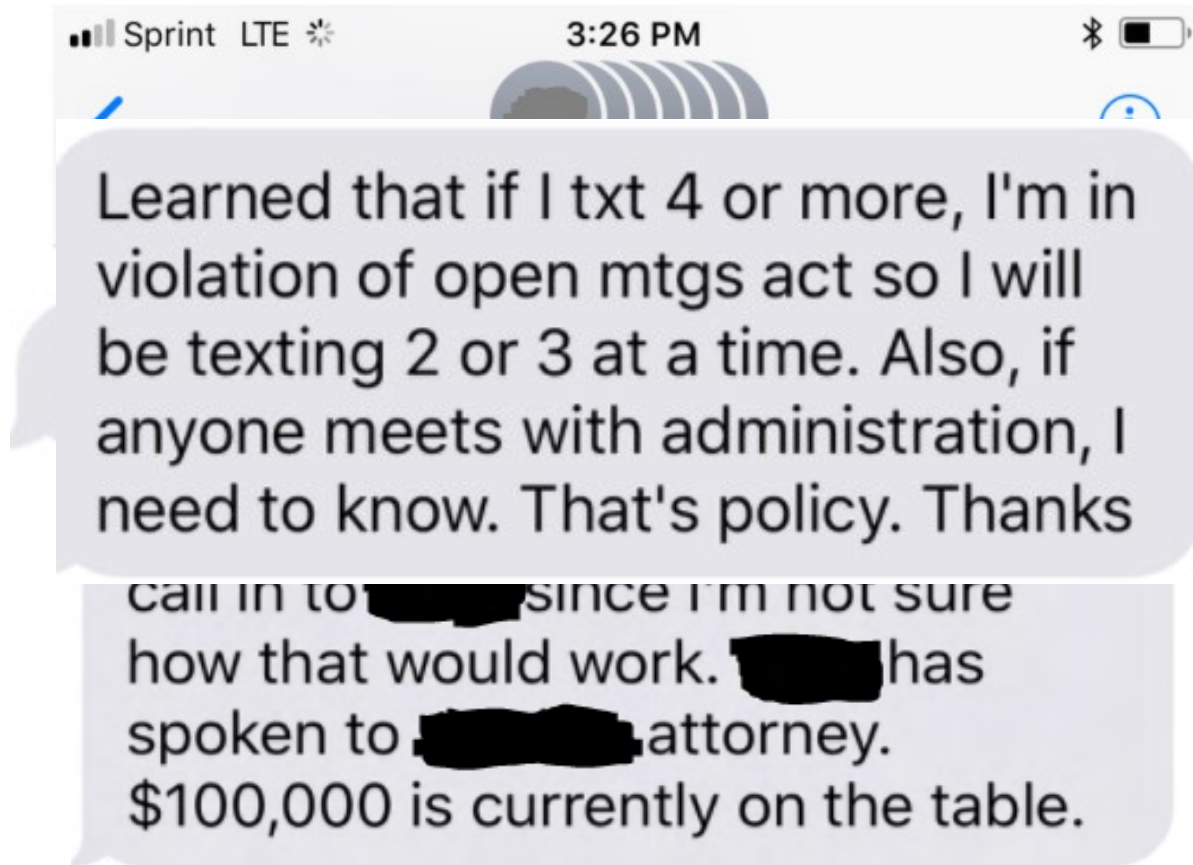 Sprint LTE 3:26 PM
Learned that if I txt 4 or more, I'm in
violation of open mtgs act so I will
be texting 2 or 3 at a time. Also, if
anyone meets with administration, I
need to know. That's policy. Thanks
call in to since I'm not sure
how that would work. has
spoken to attorney.
$100,000 is currently on the table.